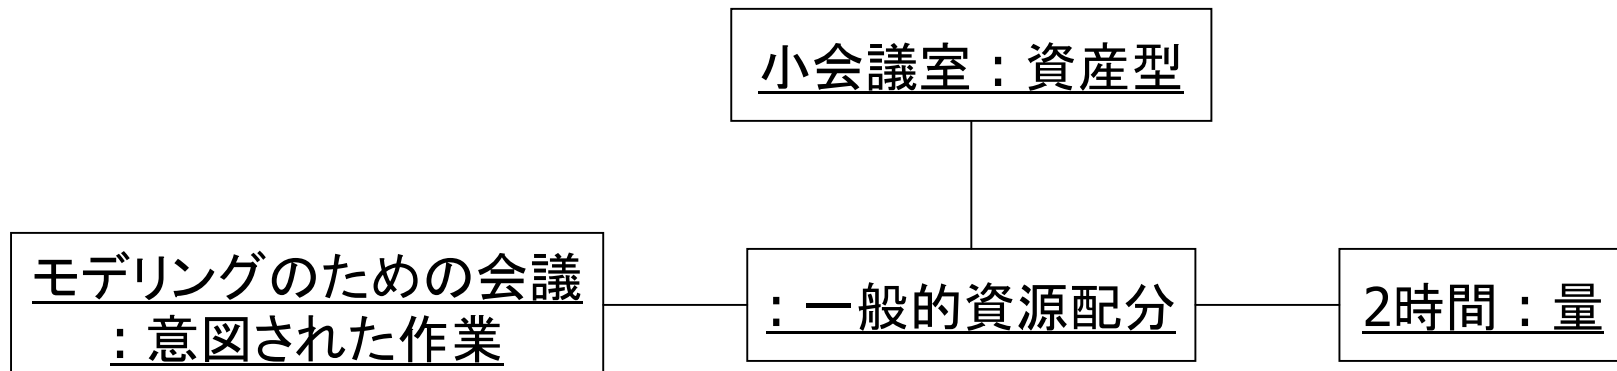 小会議室：資産型
モデリングのための会議
：意図された作業
：一般的資源配分
2時間：量